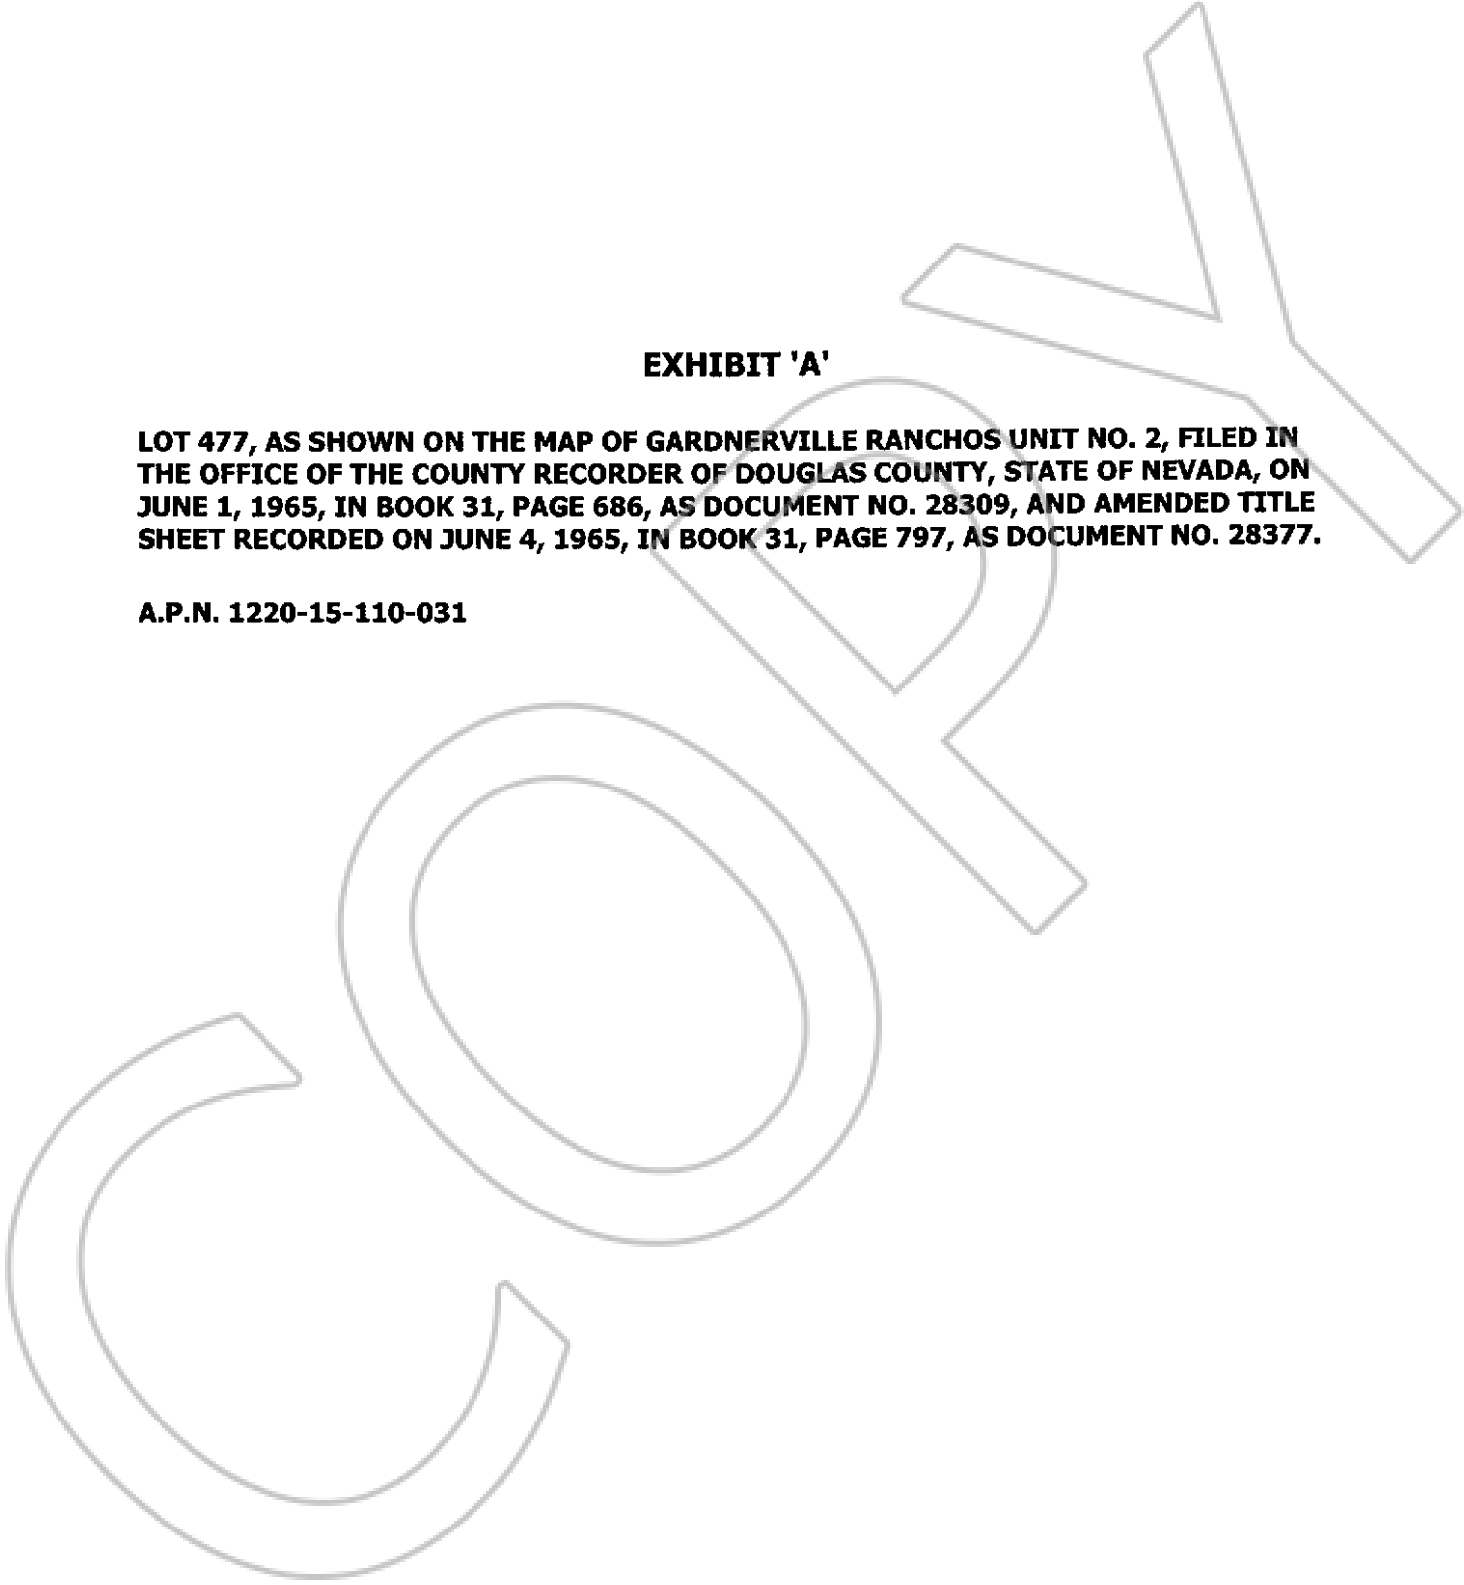 EXHIBIT 'A'
LOT 477, AS SHOWN ON THE MAP OF GARDNERVILLE RANCHOS UNIT NO. 2, FILED IN
THE OFFICE OF THE COUNTY RECORDER OF DOUGLAS COUNTY, STATE OF NEVADA, ON
JUNE 1, 1965, IN BOOK 31, PAGE 686, AS DOCUMENT NO. 28309, AND AMENDED TITLE
SHEET RECORDED ON JUNE 4, 1965, IN BOOK 31, PAGE 797, AS DOCUMENT NO. 28377.
A.P.N. 1220-15-110-031
COPY